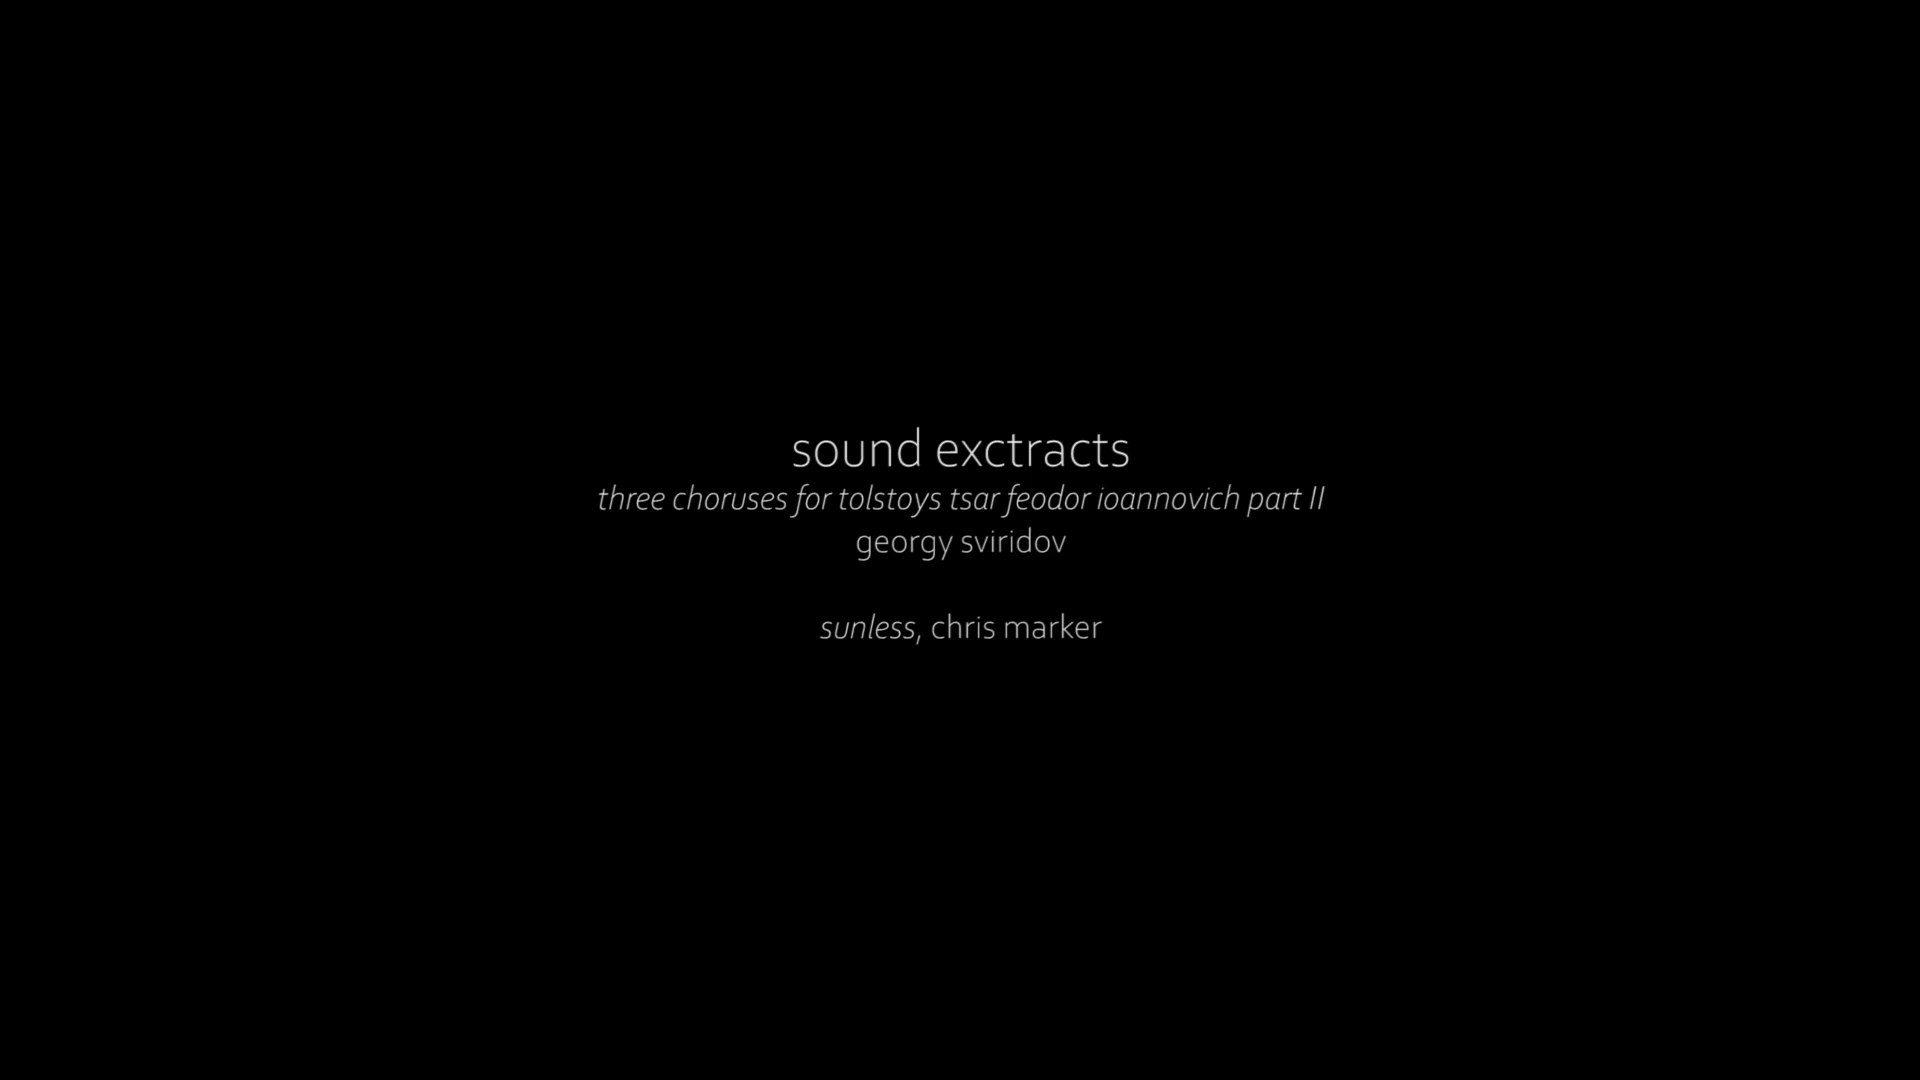 sound exctracts
three choruses for tolstoys tsar feodor ioannovich part II
georgy sviridov
sunless, chris marker